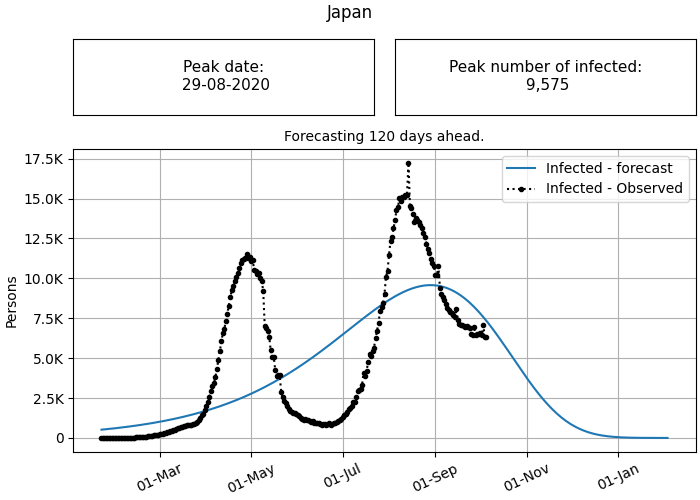 Japan
Peak date:
29-08-2020
Peak number of infected:
9,575
Forecasting 120 days ahead.
17.5K
15.0K
12.5K
10.0K
7.5K
5.0K
2.5K
0
Persons
Infected - forecast
Infected - Observed
01-Mar
01-May
01-Jul
01-Sep
01-Nov
01-Jan